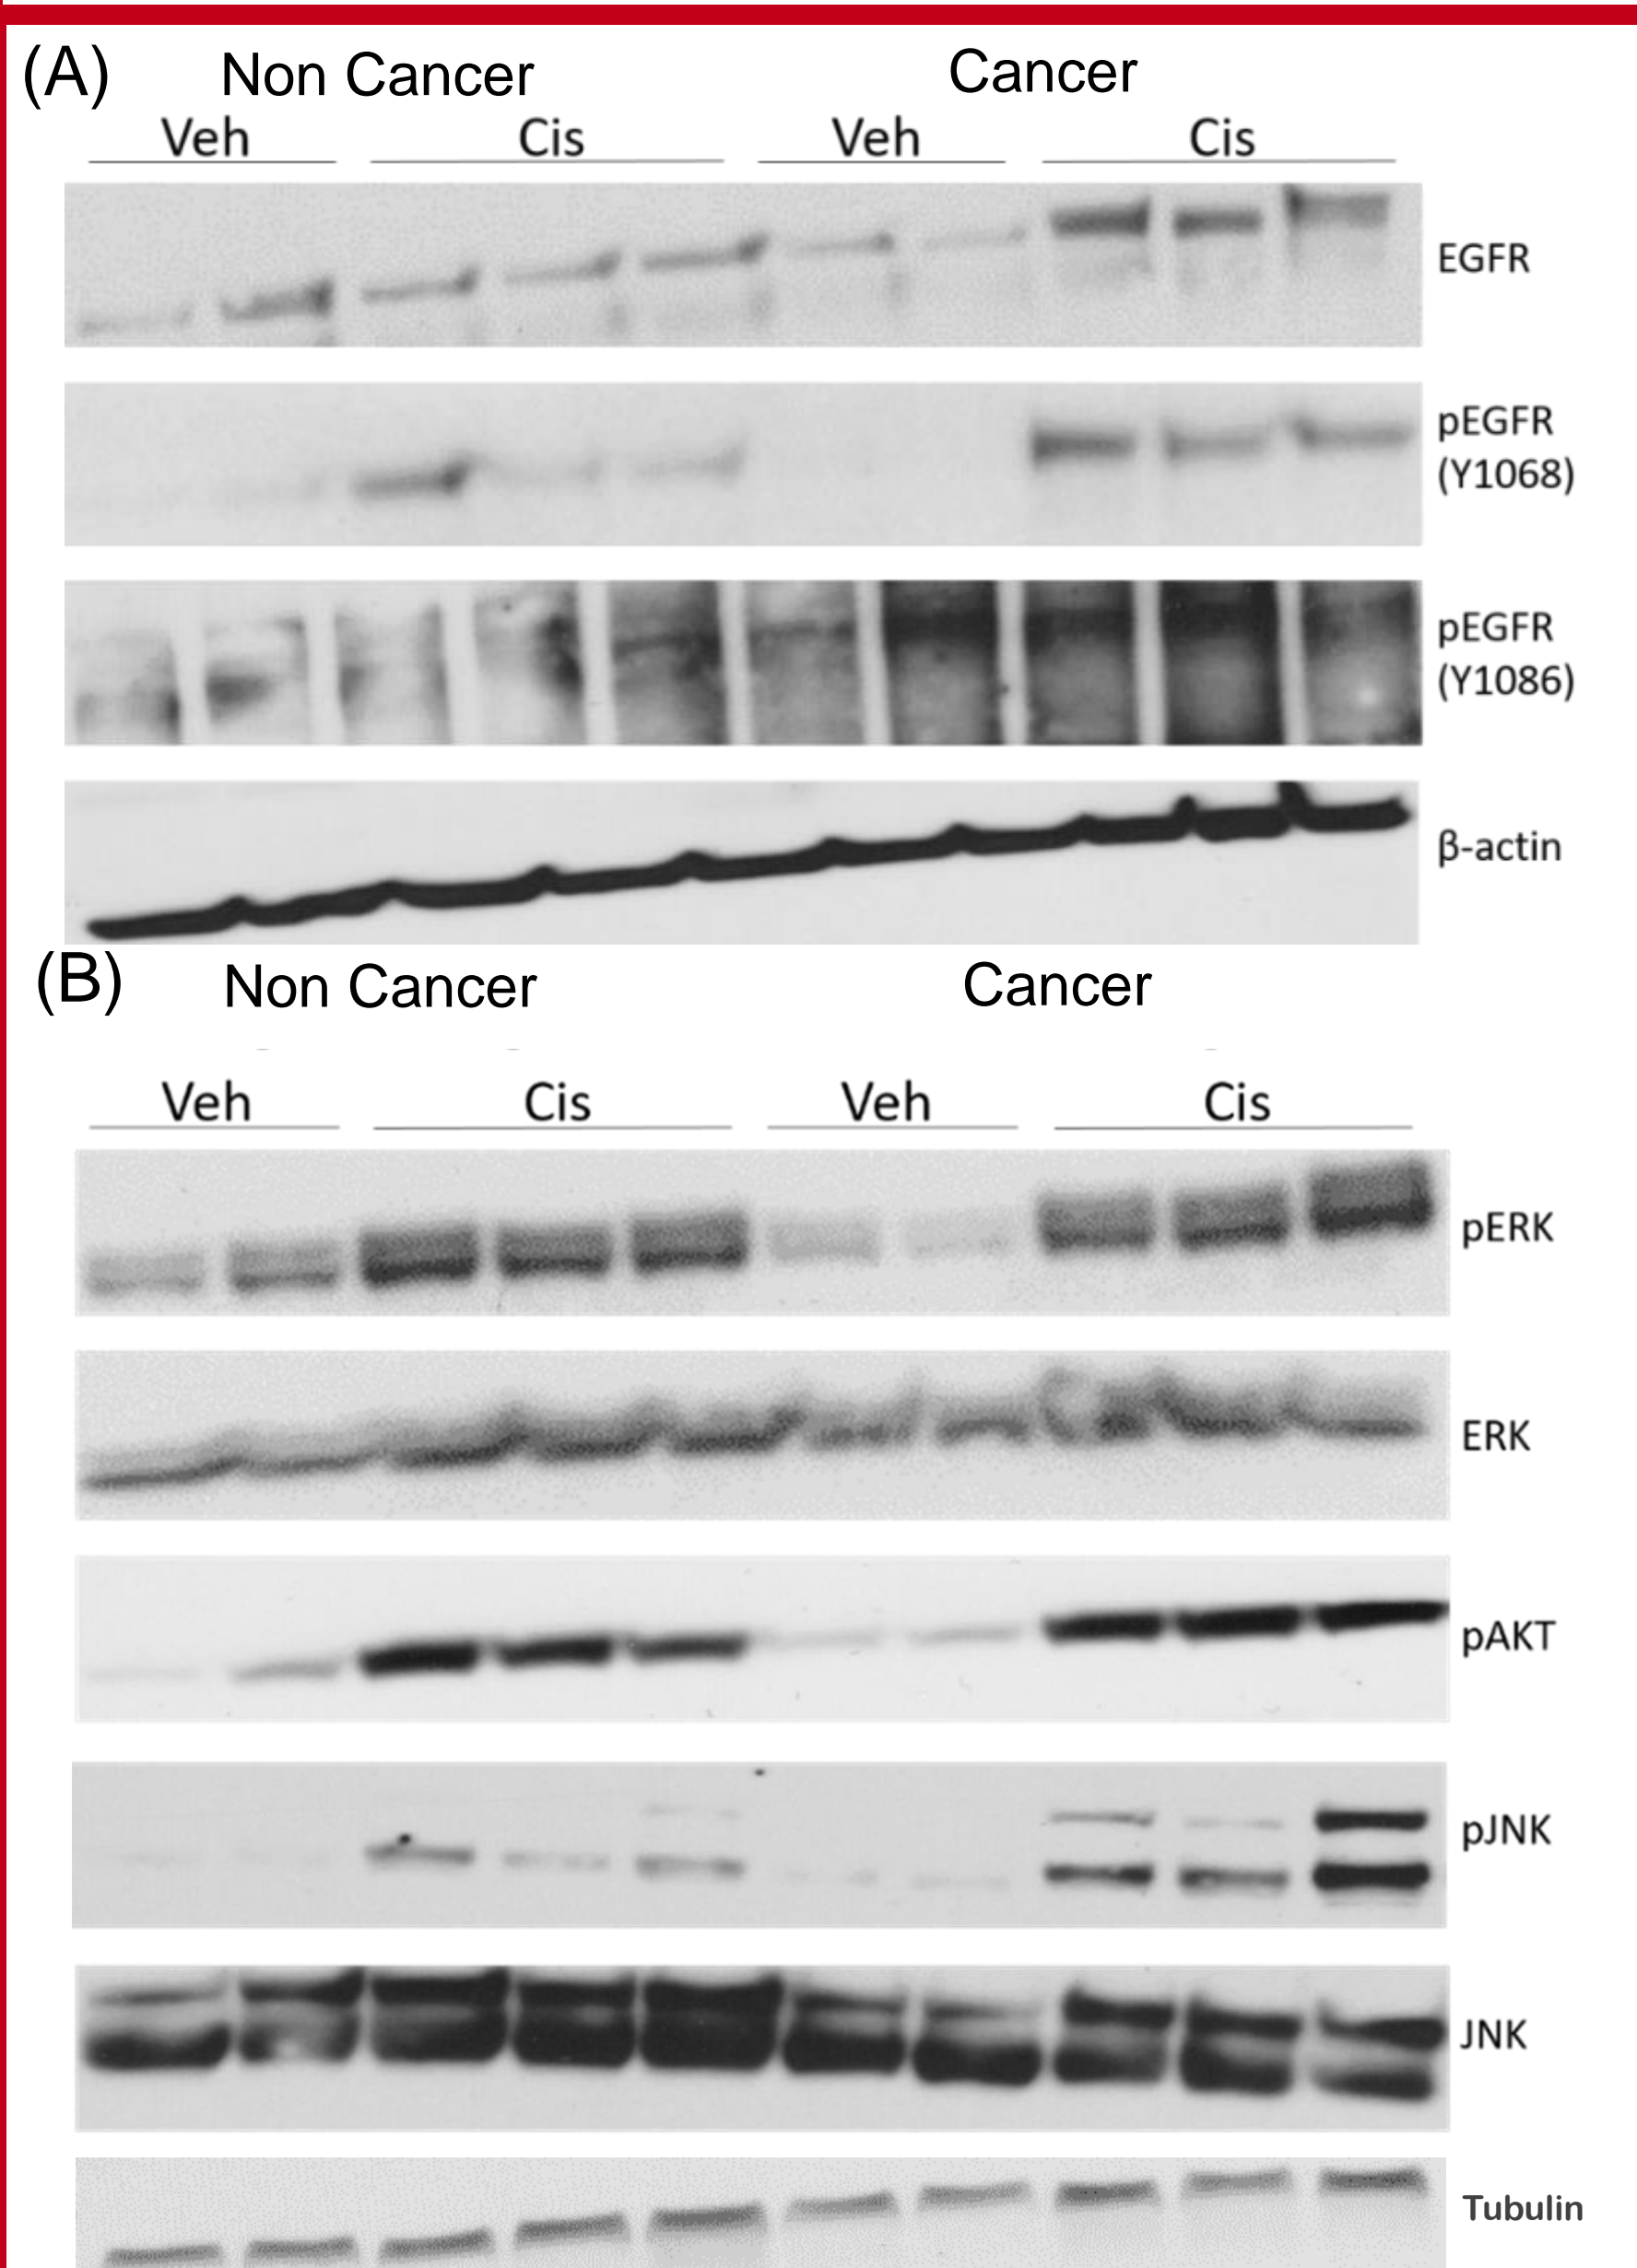 (A) Non Cancer Cancer
Veh Cis Veh Cis
EGFR
pEGFR
(Y1068)
pEGFR
(Y1086)
β-actin
(B) Non Cancer Cancer
Veh Cis Veh Cis
pERK
ERK
pAKT
pJNK
JNK
Tubulin